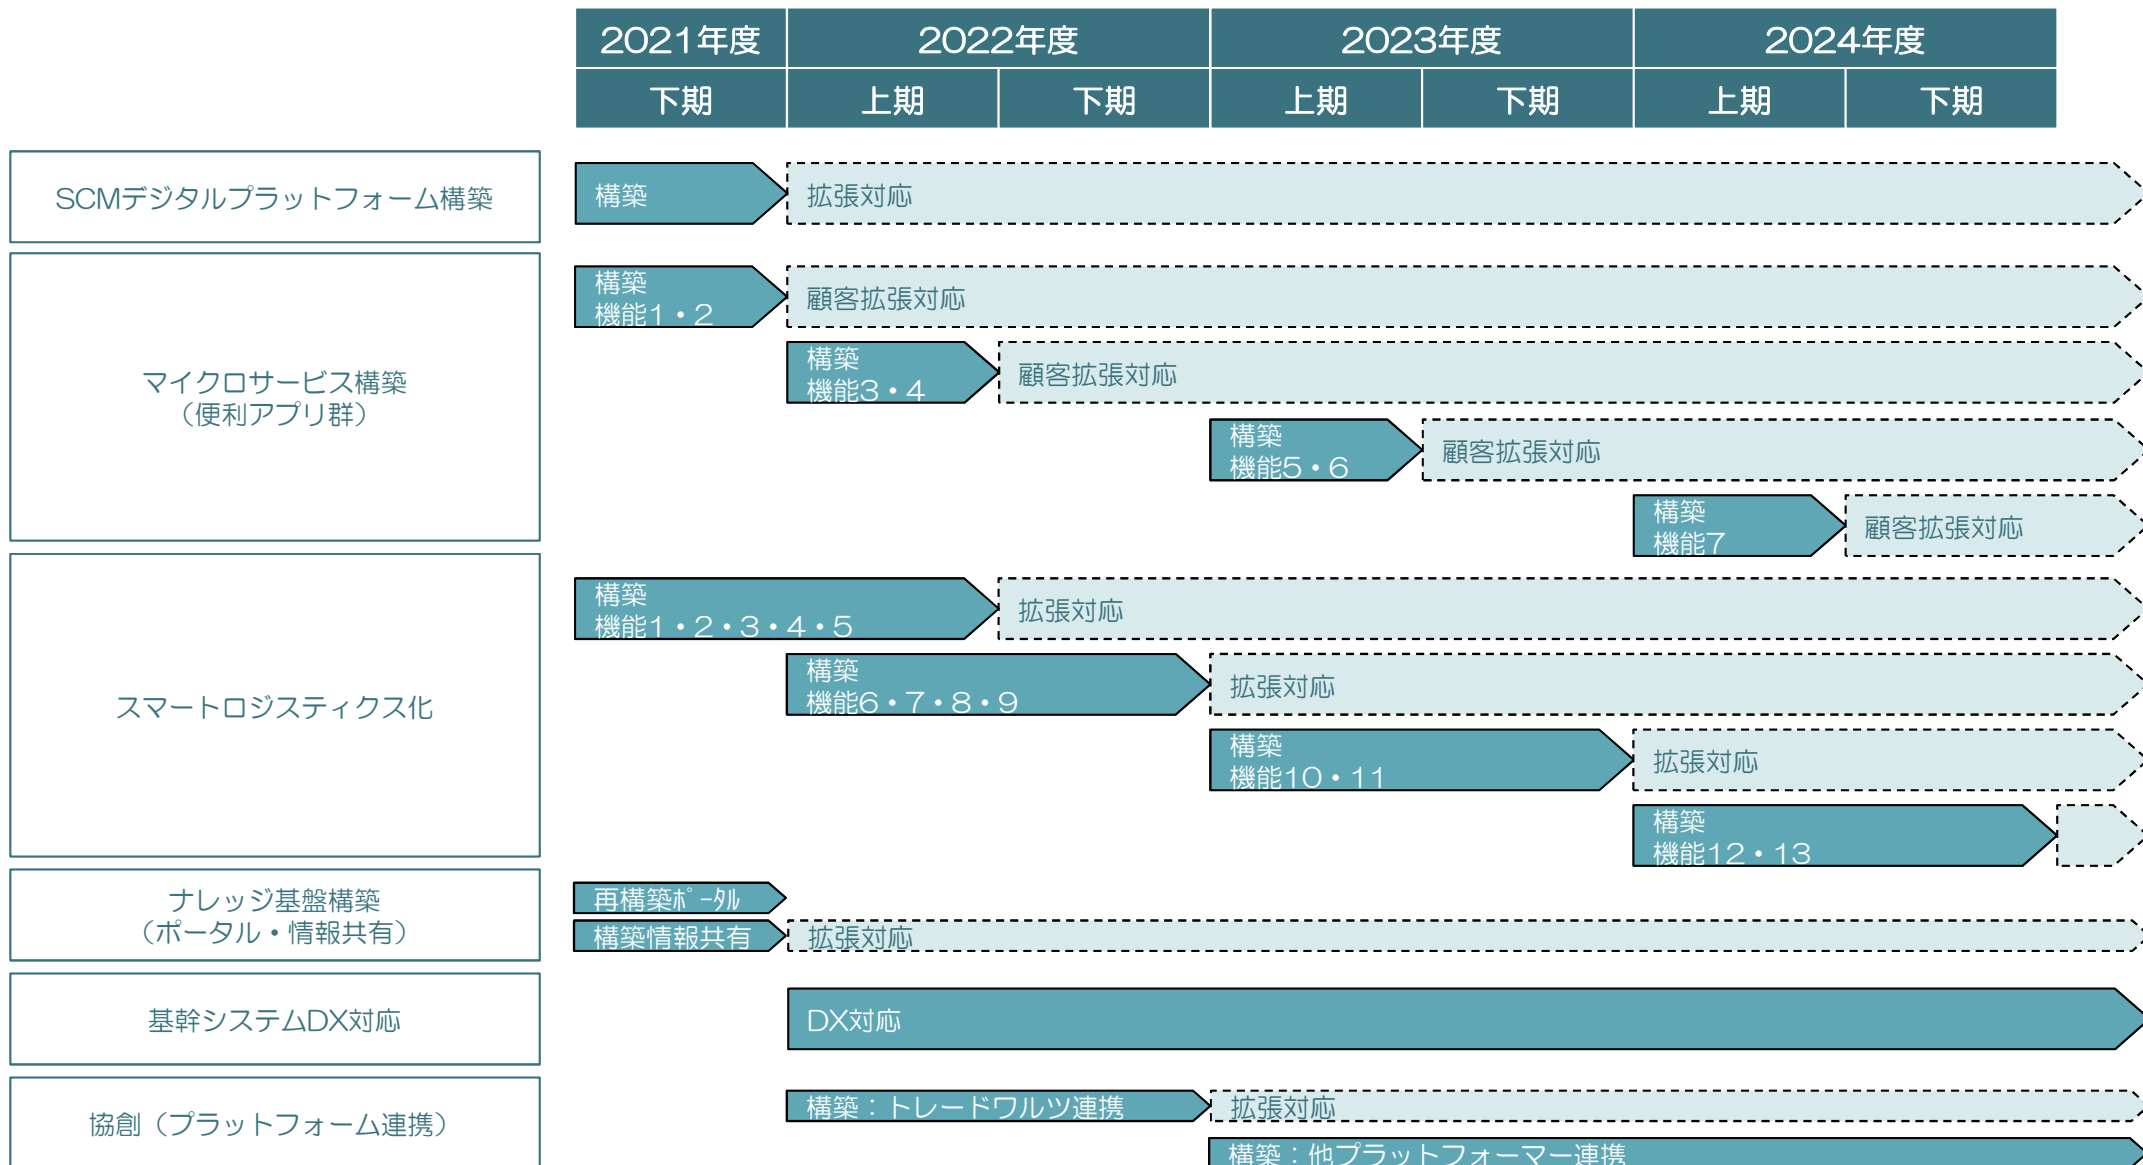 2021年度 2022年度 2023年度 2024年度
下期 上期 下期 上期 下期 上期 下期
SCMデジタルプラットフォーム構築
構築
拡張対応
マイクロサービス構築
（便利アプリ群）
構築
機能1・2
顧客拡張対応
構築
機能3・4
顧客拡張対応
構築
機能5・6
顧客拡張対応
構築
機能7
顧客拡張対応
スマートロジスティクス化
構築
機能1・2・3・4・5
拡張対応
構築
機能6・7・8・9
拡張対応
構築
機能10・11
拡張対応
構築
機能12・13
ナレッジ基盤構築
（ポータル・情報共有）
再構築ﾎﾟｰﾀﾙ
構築情報共有
拡張対応
基幹システムDX対応
DX対応
協創（プラットフォーム連携）
構築：トレードワルツ連携
拡張対応
構築：他プラットフォーマー連携